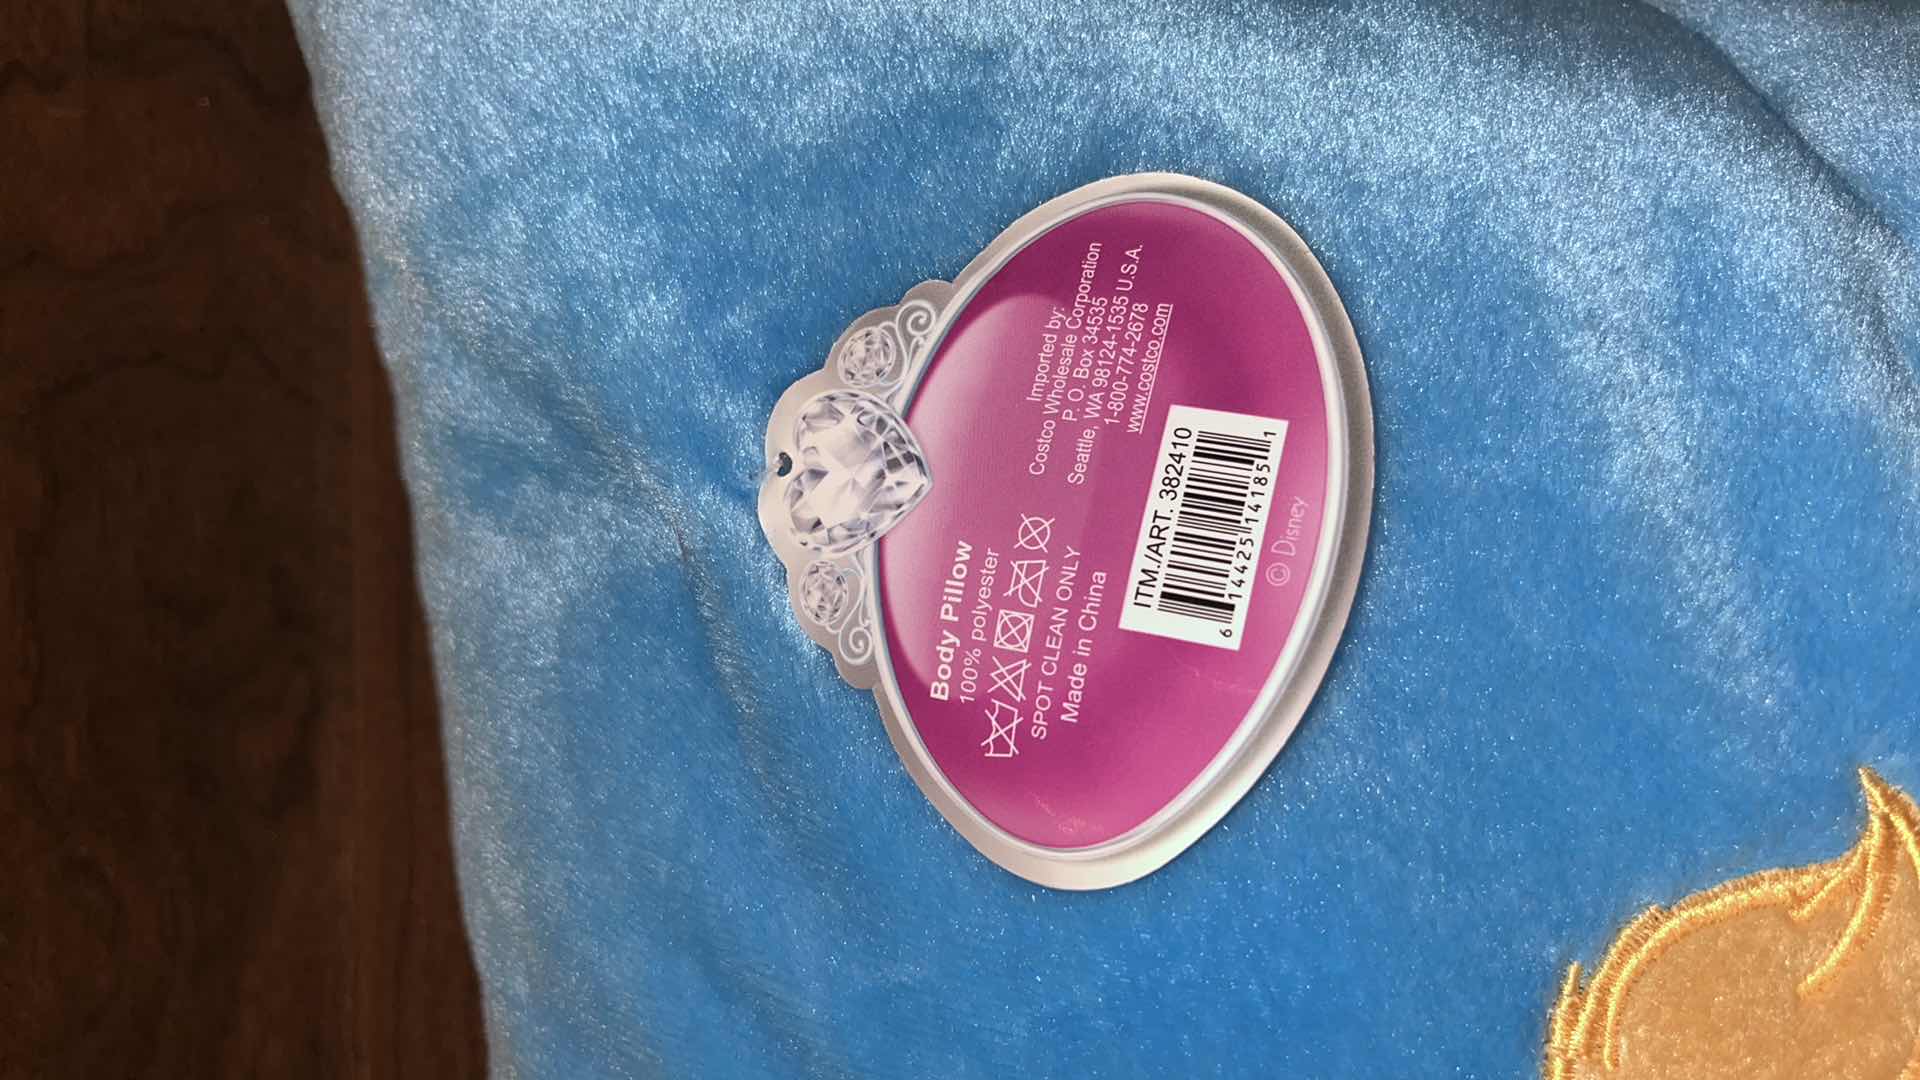 Body Pillow
100% polyester
SPOT CLEAN ONLY
Made in China
Imported by:
Costco Wholesale Corporation
P. O. Box 34535
Seattle, WA 98124-1535 U.S.A.
1-800-774-2678
www.costco.com
ITM./ART. 382410
6 14425 14185 1
© Disney